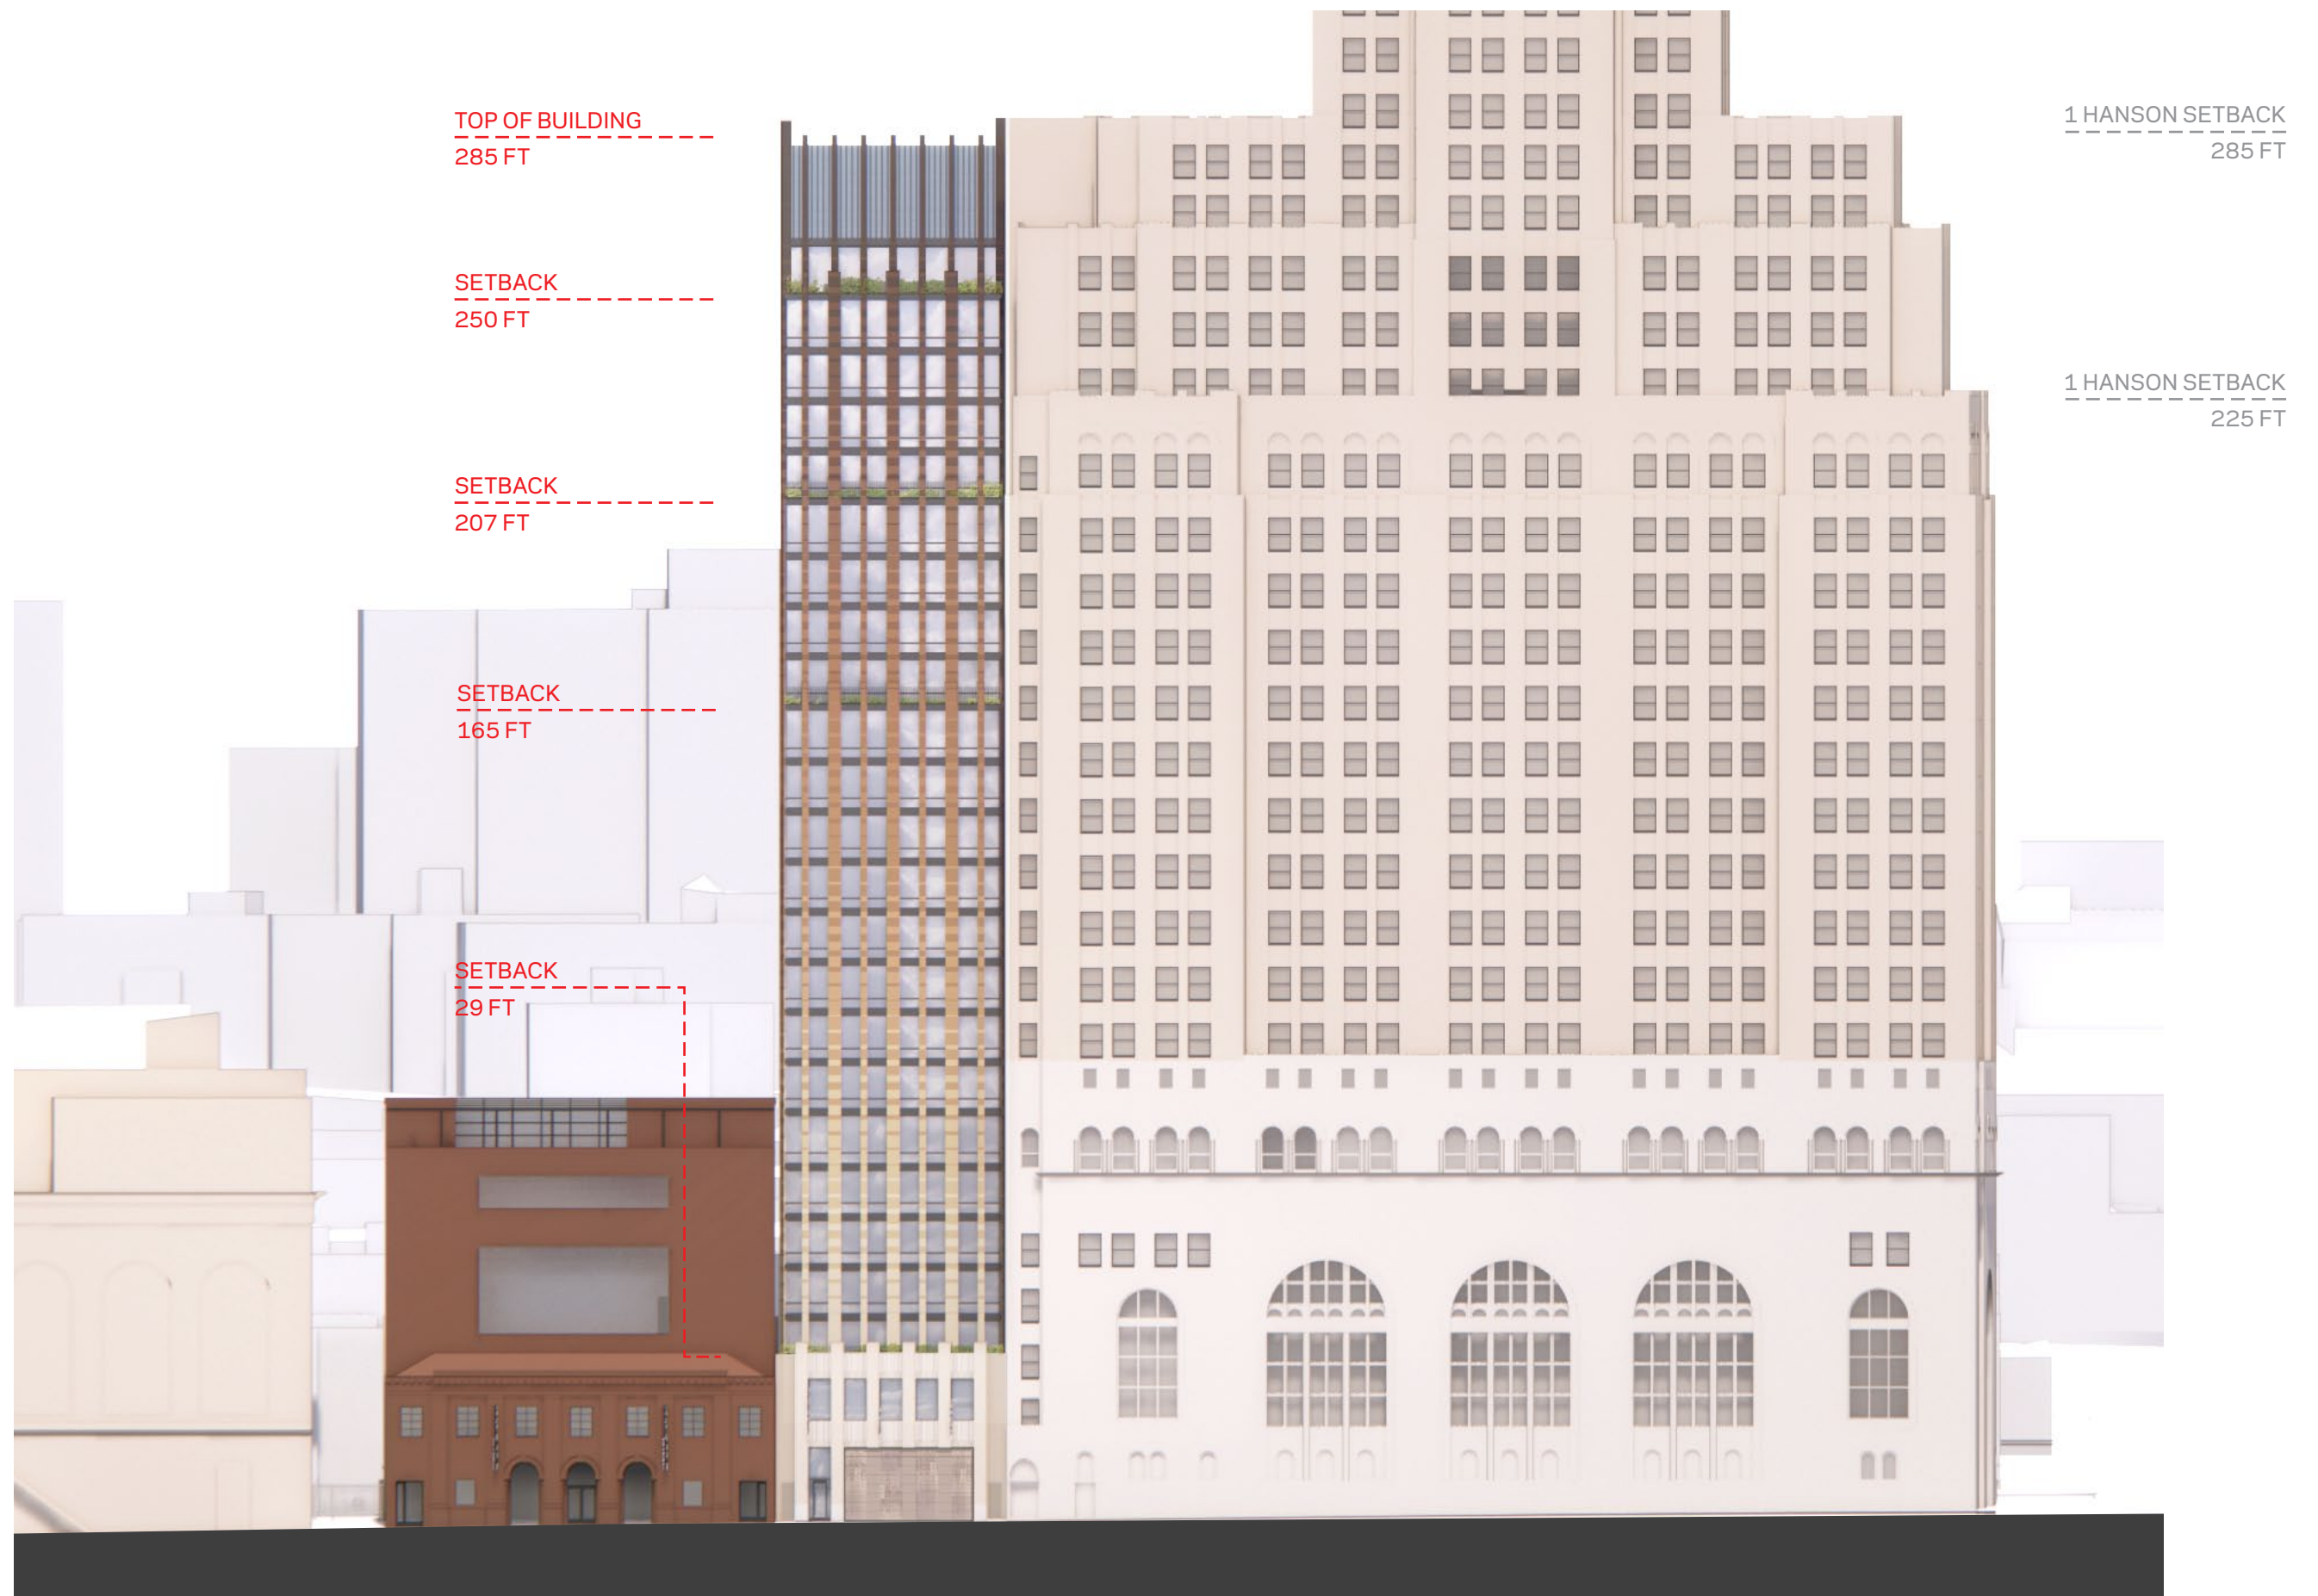 TOP OF BUILDING
285 FT
1 HANSON SETBACK
285 FT
SETBACK
250 FT
1 HANSON SETBACK
225 FT
SETBACK
207 FT
SETBACK
165 FT
SETBACK
29 FT